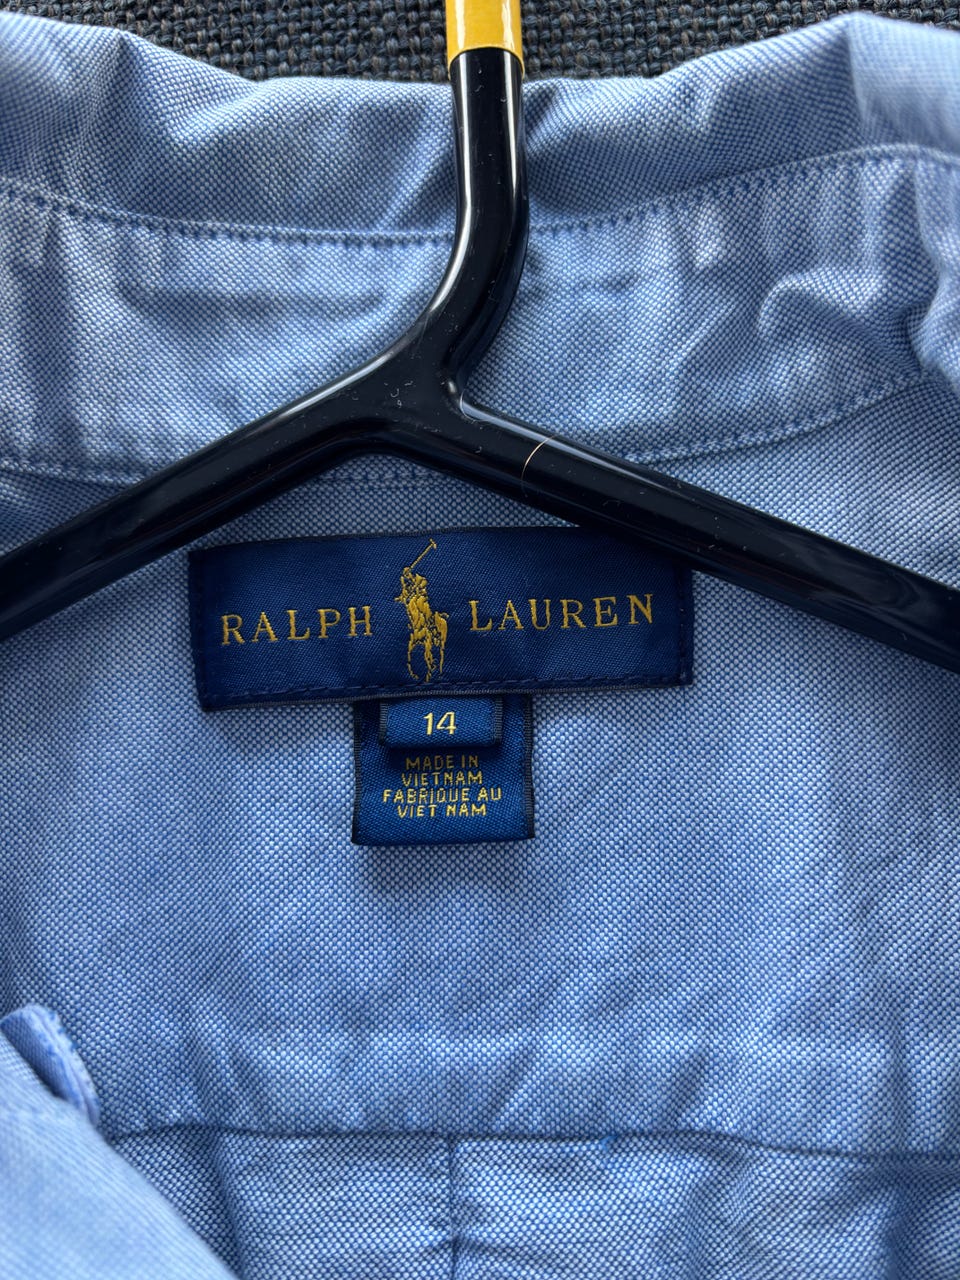 RALPH LAUREN
14
MADE IN
VIETNAM
FABRIQUE AU
VIET NAM